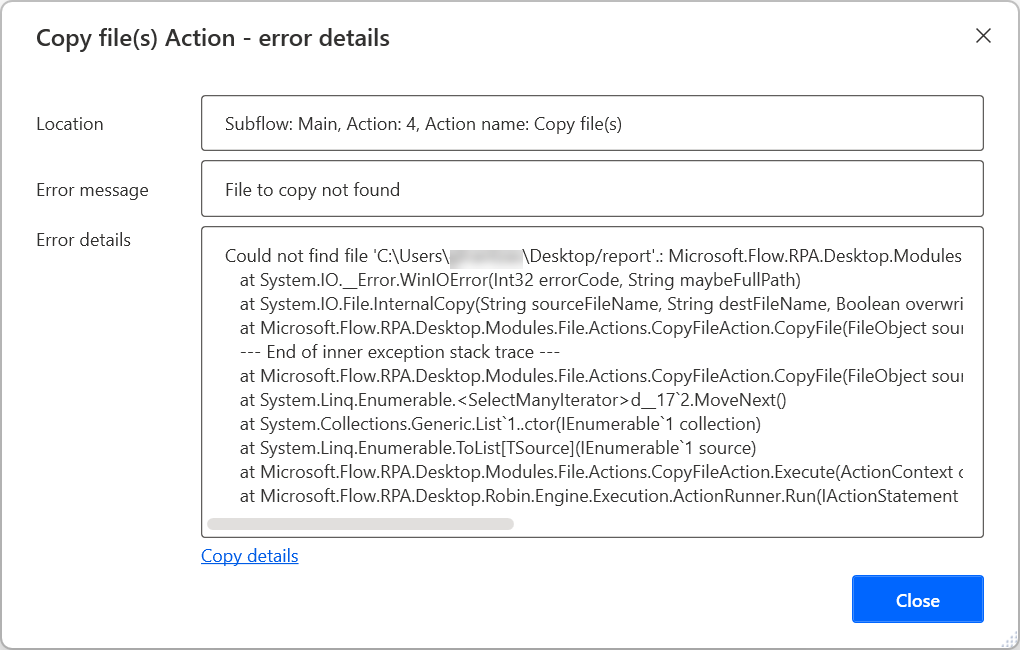 Copy file(s) Action - error details
Location
Subflow: Main, Action: 4, Action name: Copy file(s)
Error message
File to copy not found
Error details
Could not find file 'C:\Users\ \Desktop/report'.: Microsoft.Flow.RPA.Desktop.Modules
at System.IO.__Error.WinIOError(Int32 errorCode, String maybeFullPath)
at System.IO.File.InternalCopy(String sourceFileName, String destFileName, Boolean overwri
at Microsoft.Flow.RPA.Desktop.Modules.File.Actions.CopyFileAction.CopyFile(FileObject sour
--- End of inner exception stack trace ---
at Microsoft.Flow.RPA.Desktop.Modules.File.Actions.CopyFileAction.CopyFile(FileObject sour
at System.Linq.Enumerable.<SelectManyIterator>d__17`2.MoveNext()
at System.Collections.Generic.List`1..ctor(IEnumerable`1 collection)
at System.Linq.Enumerable.ToList[TSource](IEnumerable`1 source)
at Microsoft.Flow.RPA.Desktop.Modules.File.Actions.CopyFileAction.Execute(ActionContext c
at Microsoft.Flow.RPA.Desktop.Robin.Engine.Execution.ActionRunner.Run(IActionStatement
Copy details
Close